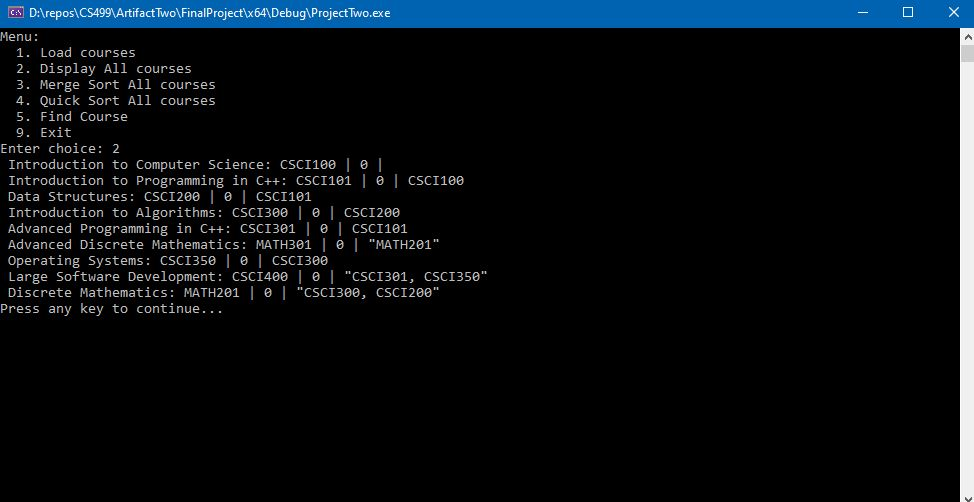 D:\repos\CS499\ArtifactTwo\FinalProject\x64\Debug\ProjectTwo.exe
Menu:
  1. Load courses
  2. Display All courses
  3. Merge Sort All courses
  4. Quick Sort All courses
  5. Find Course
  9. Exit
Enter choice: 2
 Introduction to Computer Science: CSCI100 | 0 |
 Introduction to Programming in C++: CSCI101 | 0 | CSCI100
 Data Structures: CSCI200 | 0 | CSCI101
 Introduction to Algorithms: CSCI300 | 0 | CSCI200
 Advanced Programming in C++: CSCI301 | 0 | CSCI101
 Advanced Discrete Mathematics: MATH301 | 0 | "MATH201"
 Operating Systems: CSCI350 | 0 | CSCI300
 Large Software Development: CSCI400 | 0 | "CSCI301, CSCI350"
 Discrete Mathematics: MATH201 | 0 | "CSCI300, CSCI200"
Press any key to continue...